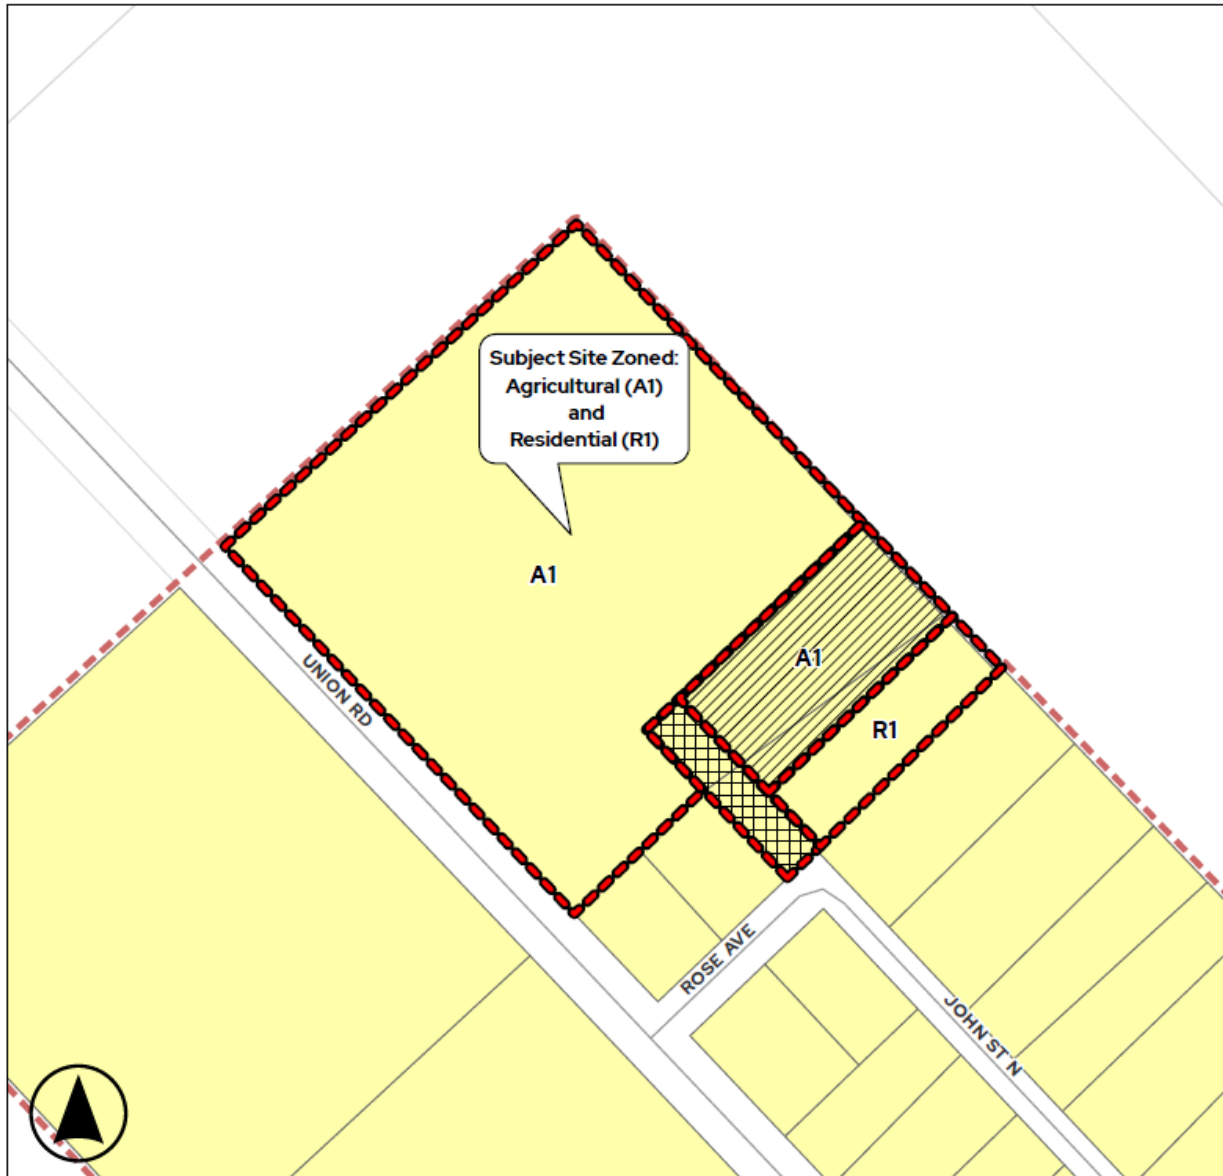 Subject Site Zoned:
Agricultural (A1)
and
Residential (R1)
A1
A1
UNION RD
R1
ROSE AVE
JOHN ST N